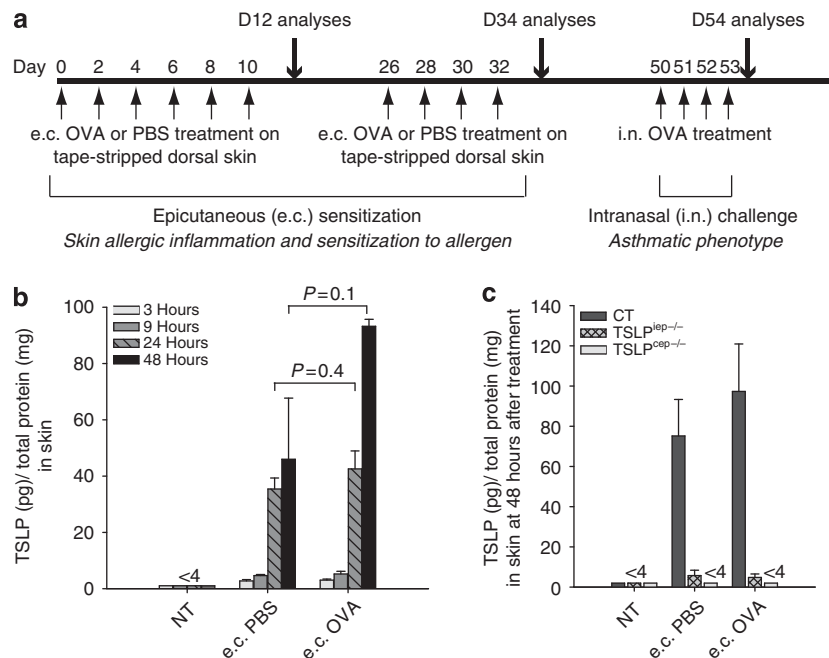 a
D12 analyses D34 analyses D54 analyses
Day 0 2 4 6 8 10 26 28 30 32 50 51 52 53
e.c. OVA or PBS treatment on e.c. OVA or PBS treatment on i.n. OVA treatment
tape-stripped dorsal skin tape-stripped dorsal skin
Epicutaneous (e.c.) sensitization Intranasal (i.n.) challenge
Skin allergic inflammation and sensitization to allergen Asthmatic phenotype
b
TSLP (pg)/ total protein (mg)
in skin
100
80
60
40
20
0
3 Hours
9 Hours
24 Hours
48 Hours
P=0.1
P=0.4
<4
NT
e.c. PBS
e.c. OVA
c
TSLP (pg)/ total protein (mg)
in skin at 48 hours after treatment
140
120
100
80
60
40
20
0
CT
TSLP^iep−/−
TSLP^cep−/−
<4 <4 <4
NT
e.c. PBS
e.c. OVA